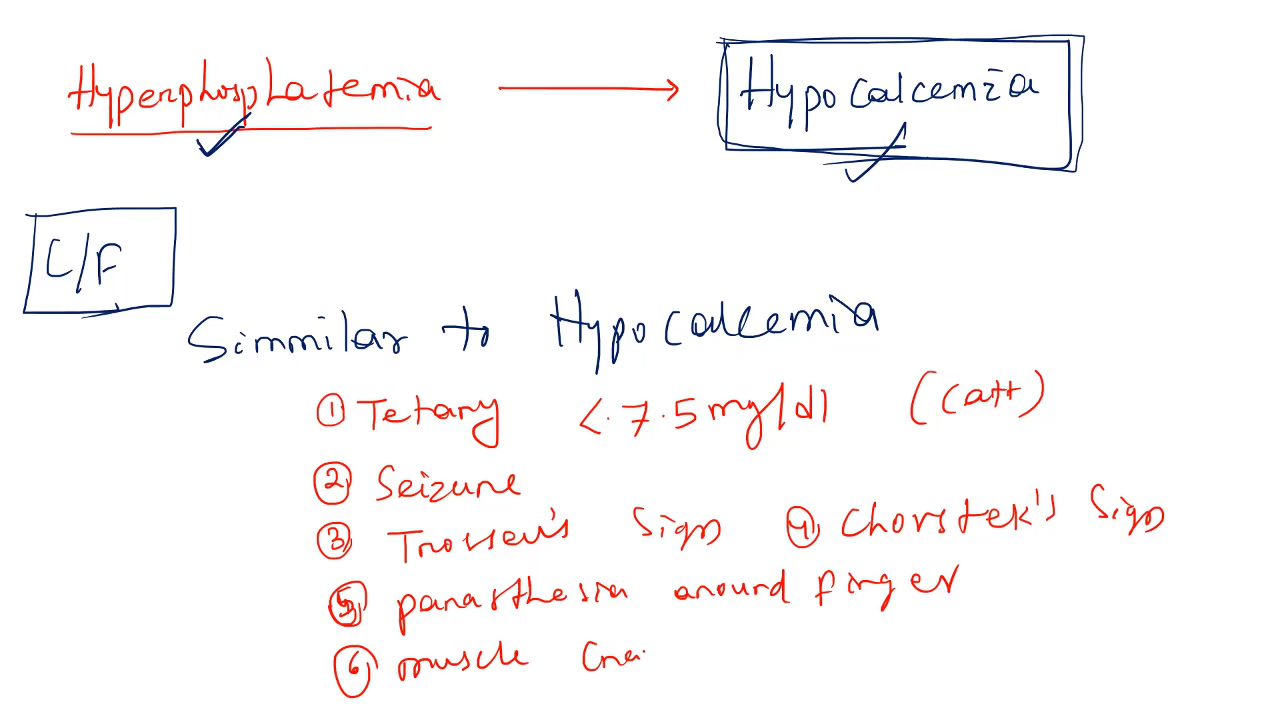 Hyperphosphatemia → Hypocalcemia
C/F
Simmilar to Hypocalcemia
① Tetany <.7.5mg/dl (Ca++)
② Seizure
③ Trosseu's Sign ④ Chorstek's Sign
⑤ parasthesia around finger
⑥ muscle Cra